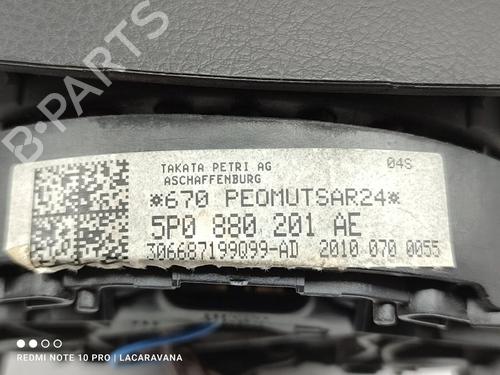 B-PARTS
TAKATA PETRI AG
ASCHAFFENBURG
04S
*670 PEOMUTSAR24*
5P0 880 201 AE
306687199Q99-AD 2010 070 0055
REDMI NOTE 10 PRO | LACARAVANA